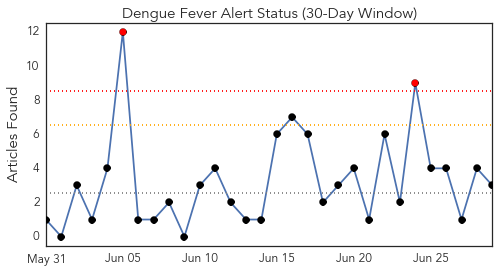 Dengue Fever Alert Status (30-Day Window)
Articles Found
12
10
8
6
4
2
0
May 31
Jun 05
Jun 10
Jun 15
Jun 20
Jun 25